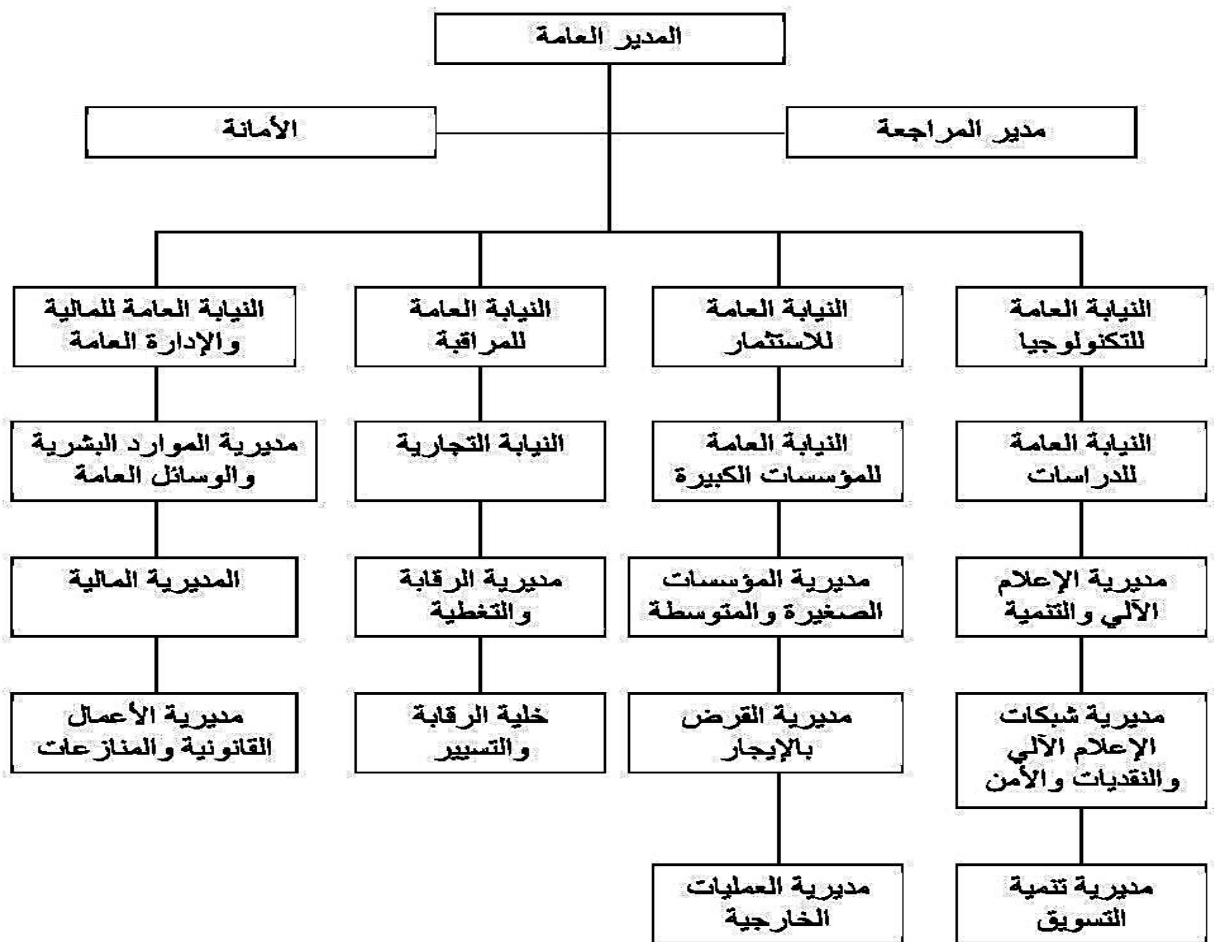 المدير العامة
مدير المراجعة
الأمانة
النيابة العامة
للتكنولوجيا
النيابة العامة
للاستثمار
النيابة العامة
للمراقبة
النيابة العامة للمالية
والإدارة العامة
النيابة العامة
للدراسات
النيابة العامة
للمؤسسات الكبيرة
النيابة التجارية
مديرية الموارد البشرية
والوسائل العامة
مديرية الإعلام
الآلي والتنمية
مديرية المؤسسات
الصغيرة والمتوسطة
مديرية الرقابة
والتغطية
المديرية المالية
مديرية شبكات
الإعلام الآلي
والنقديات والأمن
مديرية القرض
بالإيجار
خلية الرقابة
والتسيير
مديرية الأعمال
القانونية والمنازعات
مديرية تنمية
التسويق
مديرية العمليات
الخارجية